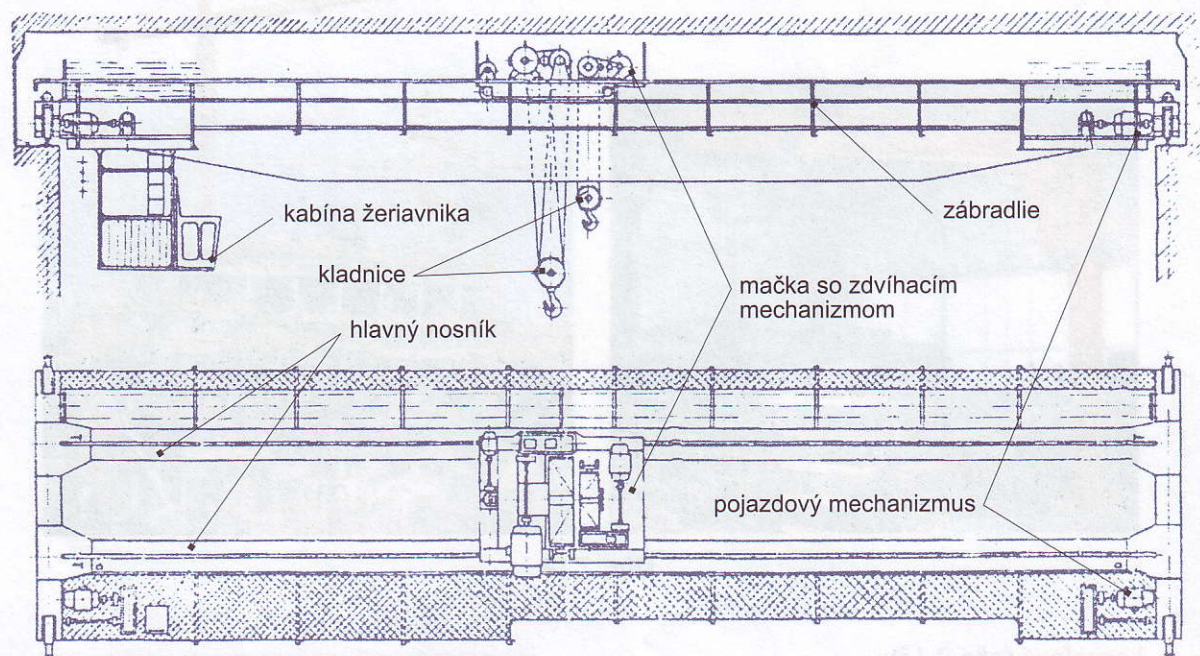 kabína žeriavnika
zábradlie
kladnice
mačka so zdvíhacím
mechanizmom
hlavný nosník
pojazdový mechanizmus